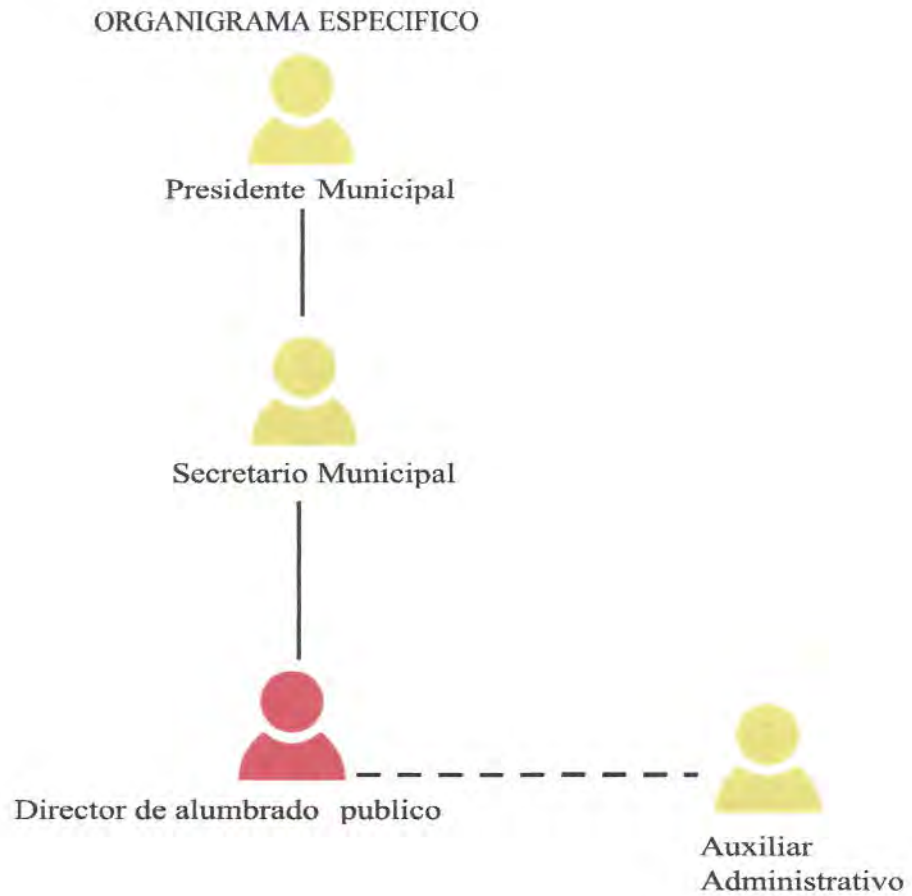 ORGANIGRAMA ESPECIFICO
Presidente Municipal
Secretario Municipal
Director de alumbrado publico
Auxiliar
Administrativo